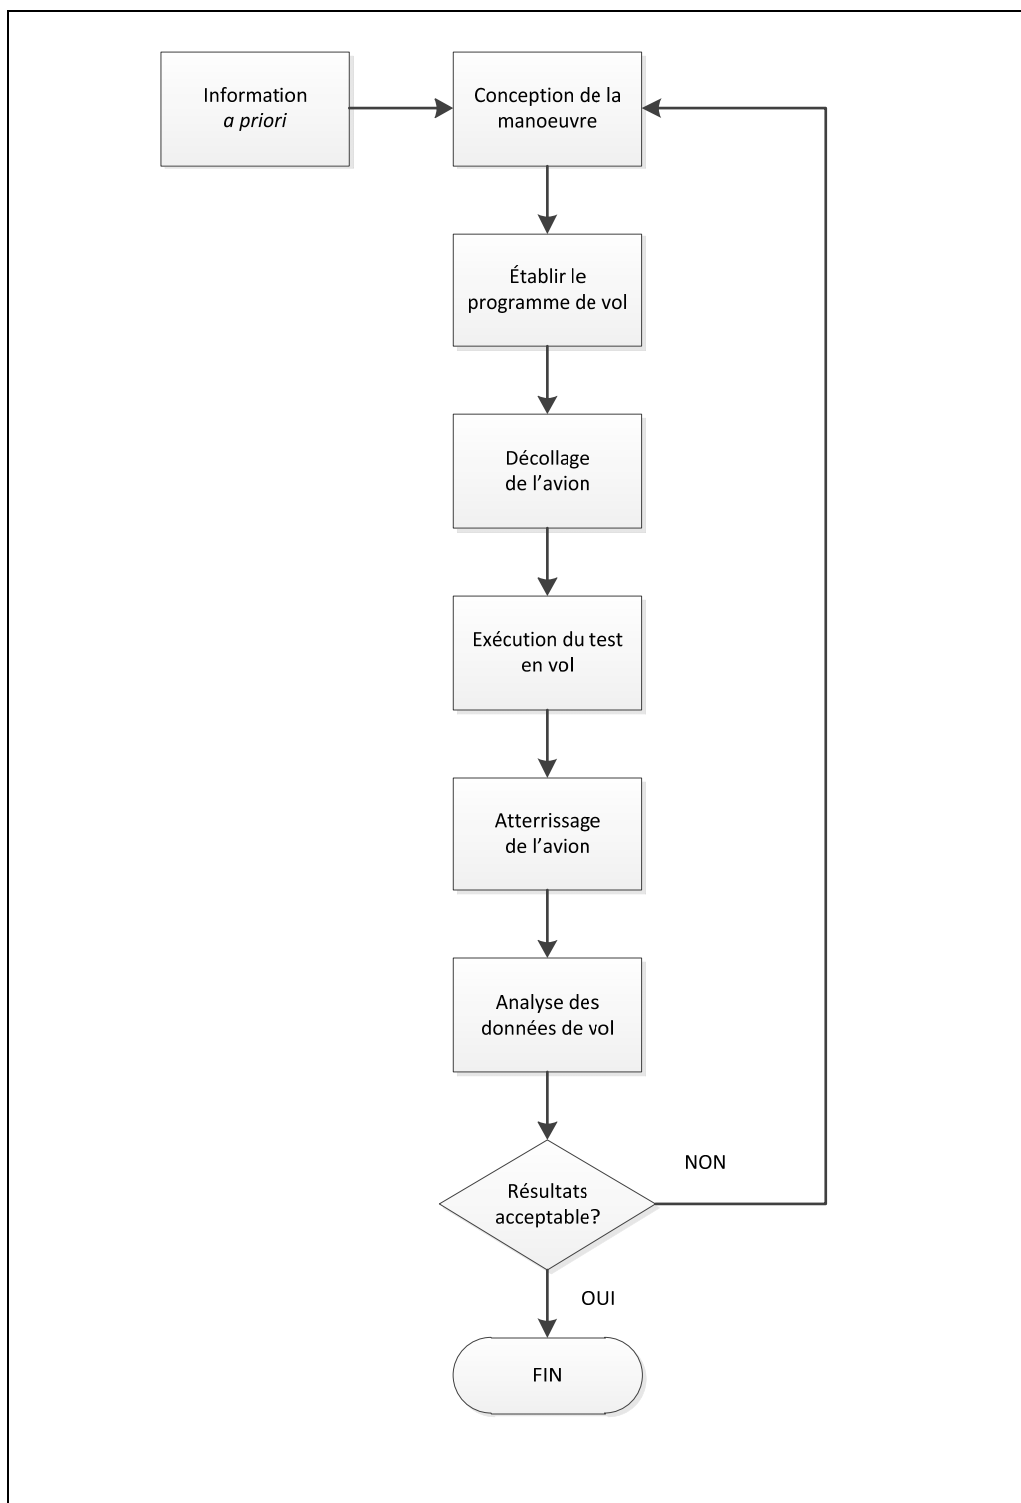 Information
a priori
Conception de la
manoeuvre
Établir le
programme de vol
Décollage
de l'avion
Exécution du test
en vol
Atterrissage
de l'avion
Analyse des
données de vol
Résultats
acceptable?
NON
OUI
FIN